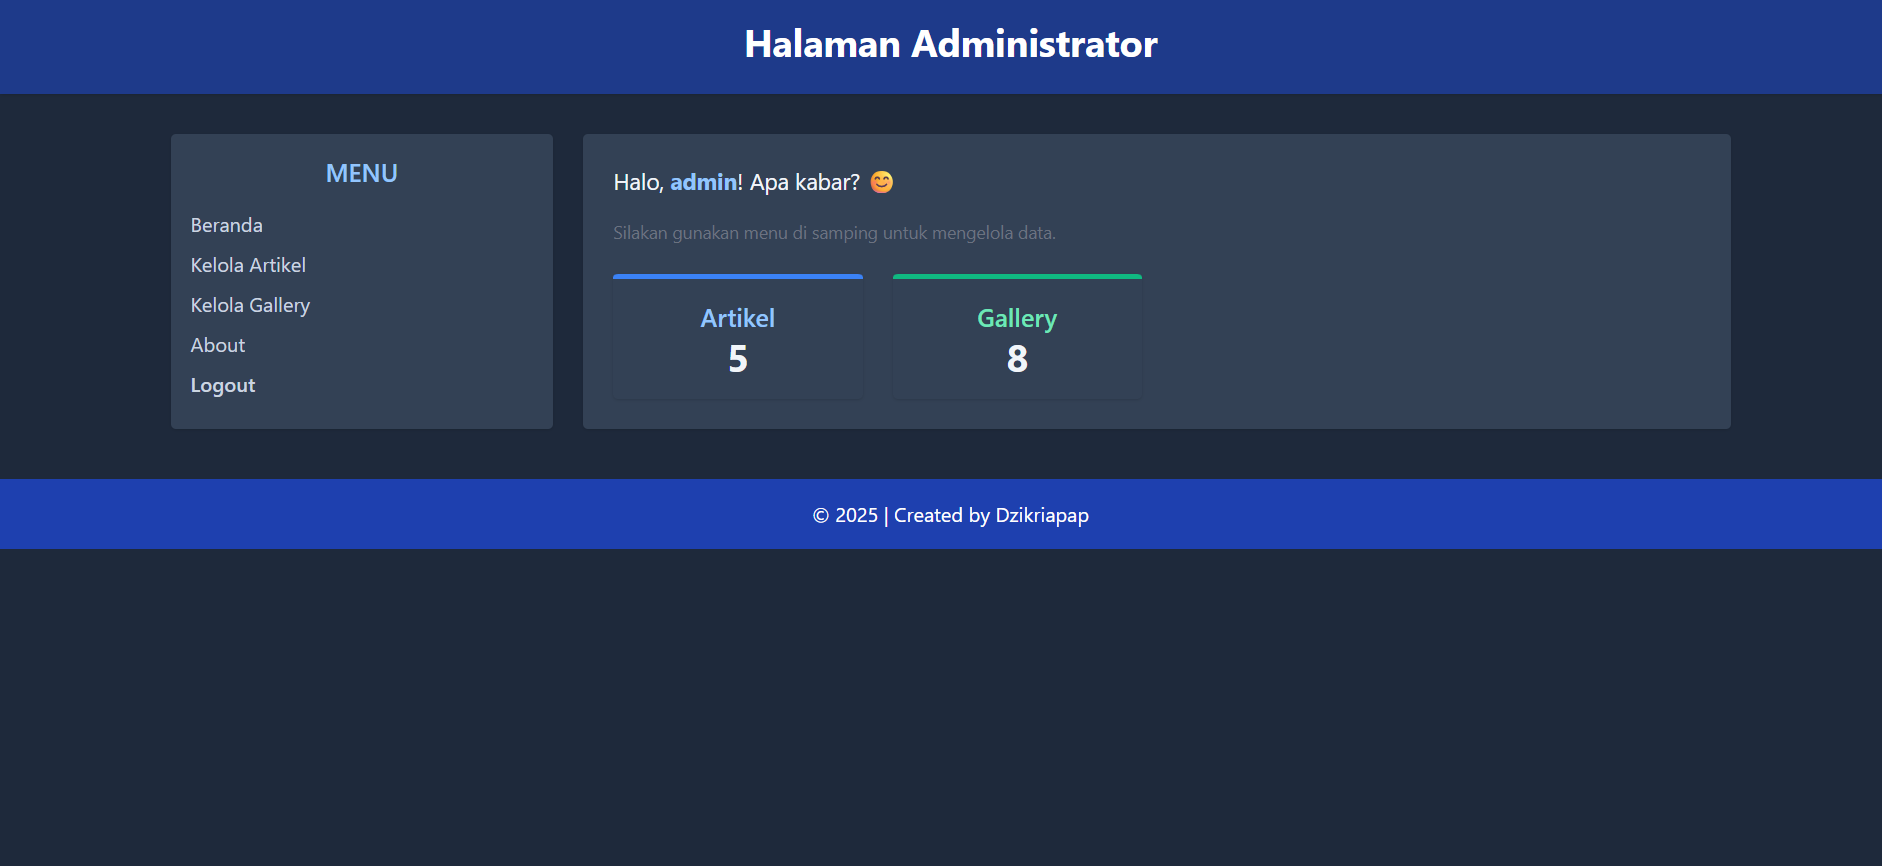 Halaman Administrator
MENU
Beranda
Kelola Artikel
Kelola Gallery
About
Logout
Halo, admin! Apa kabar? 😊
Silakan gunakan menu di samping untuk mengelola data.
Artikel
5
Gallery
8
© 2025 | Created by Dzikriapap